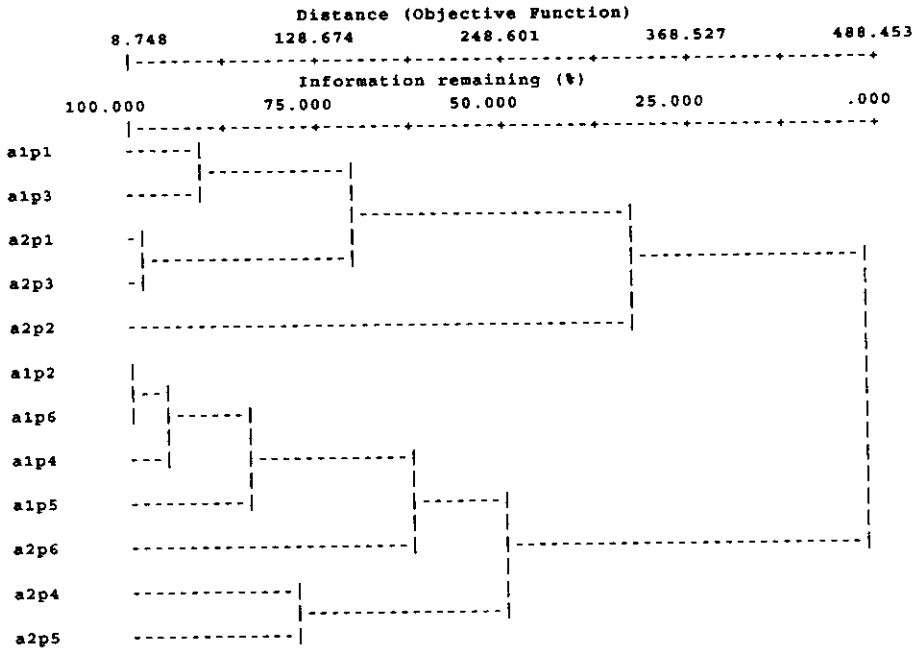 Distance (Objective Function)
8.748 128.674 248.601 368.527 488.453
Information remaining (%)
100.000 75.000 50.000 25.000 .000
a1p1
a1p3
a2p1
a2p3
a2p2
a1p2
a1p6
a1p4
a1p5
a2p6
a2p4
a2p5